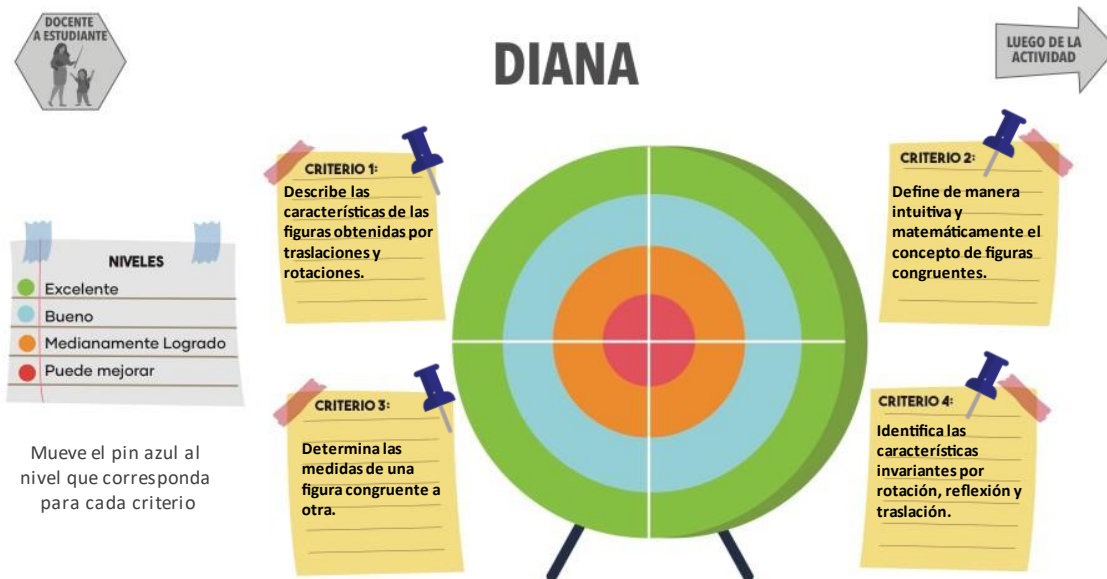 DOCENTE
A ESTUDIANTE
DIANA
LUEGO DE LA
ACTIVIDAD
CRITERIO 1:
Describe las
características de las
figuras obtenidas por
traslaciones y
rotaciones.
CRITERIO 2:
Define de manera
intuitiva y
matemáticamente el
concepto de figuras
congruentes.
NIVELES
Excelente
Bueno
Medianamente Logrado
Puede mejorar
Mueve el pin azul al
nivel que corresponda
para cada criterio
CRITERIO 3:
Determina las
medidas de una
figura congruente a
otra.
CRITERIO 4:
Identifica las
características
invariantes por
rotación, reflexión y
traslación.